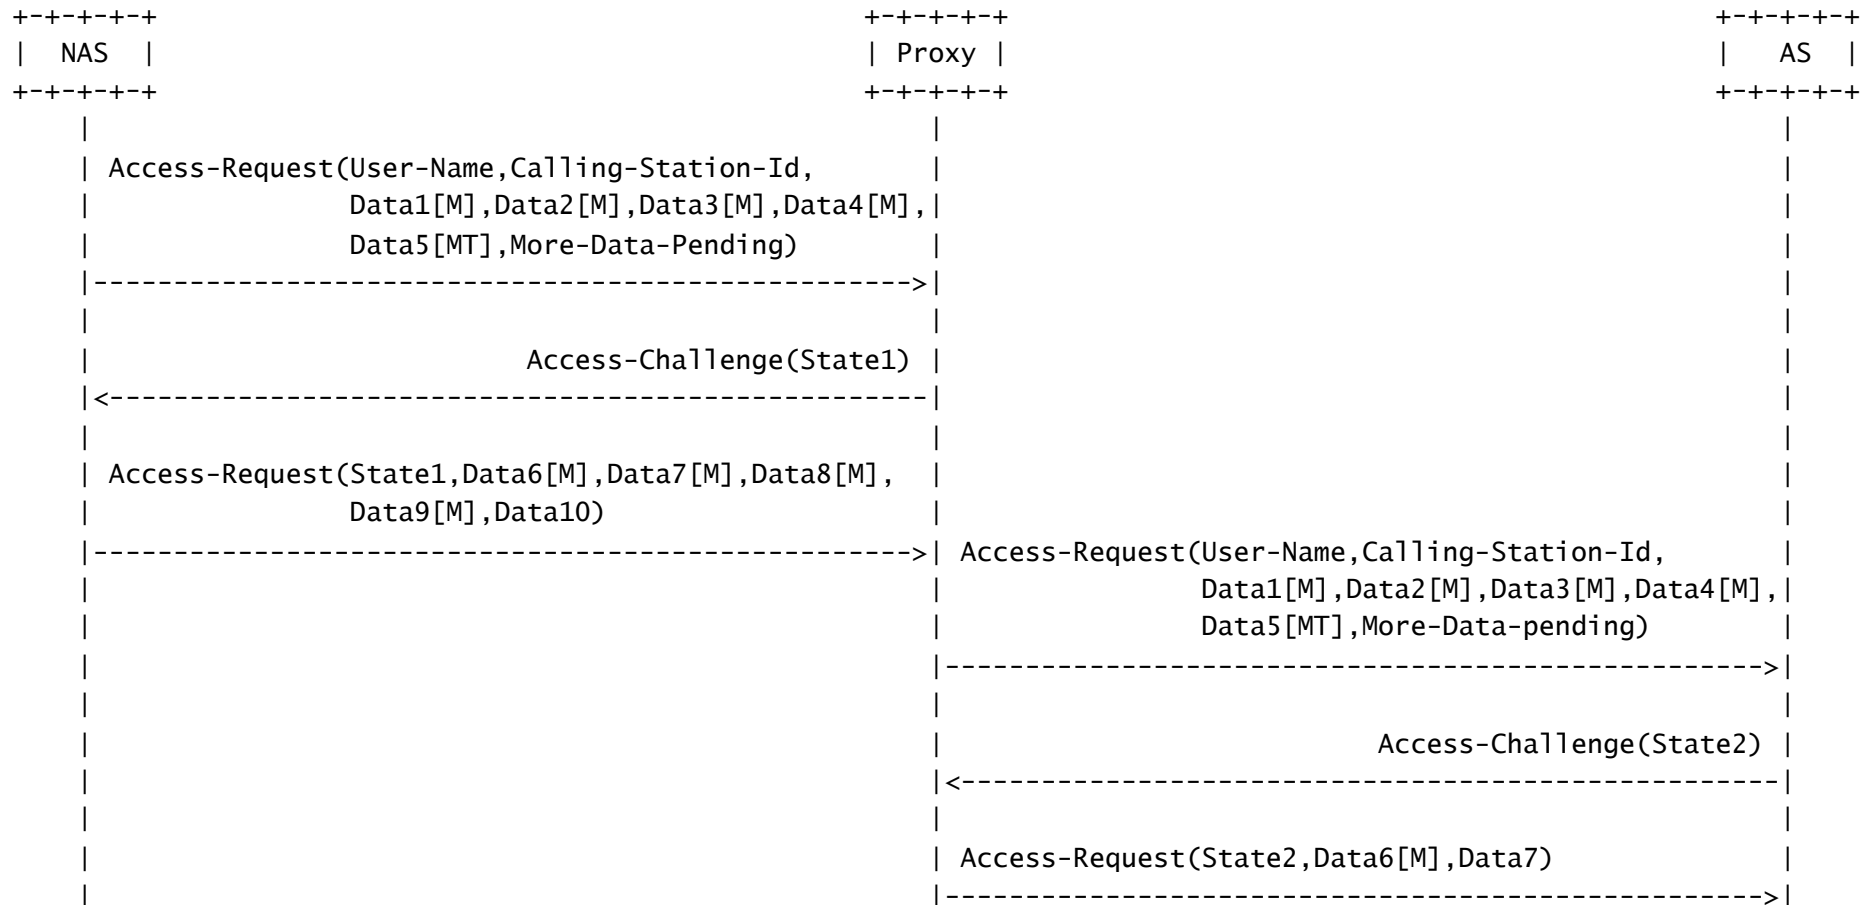 +-+-+-+-+ +-+-+-+-+ +-+-+-+-+
| NAS | | Proxy | | AS |
+-+-+-+-+ +-+-+-+-+ +-+-+-+-+
| | |
| Access-Request(User-Name,Calling-Station-Id, | |
| Data1[M],Data2[M],Data3[M],Data4[M],| |
| Data5[MT],More-Data-Pending) | |
|--------------------------------------------------->| |
| | |
| Access-Challenge(State1) | |
|<---------------------------------------------------| |
| | |
| Access-Request(State1,Data6[M],Data7[M],Data8[M], | |
| Data9[M],Data10) | |
|--------------------------------------------------->| Access-Request(User-Name,Calling-Station-Id, |
| | Data1[M],Data2[M],Data3[M],Data4[M],|
| | Data5[MT],More-Data-pending) |
| |--------------------------------------------------->|
| | |
| | Access-Challenge(State2) |
| |<---------------------------------------------------|
| | |
| | Access-Request(State2,Data6[M],Data7) |
| |--------------------------------------------------->|